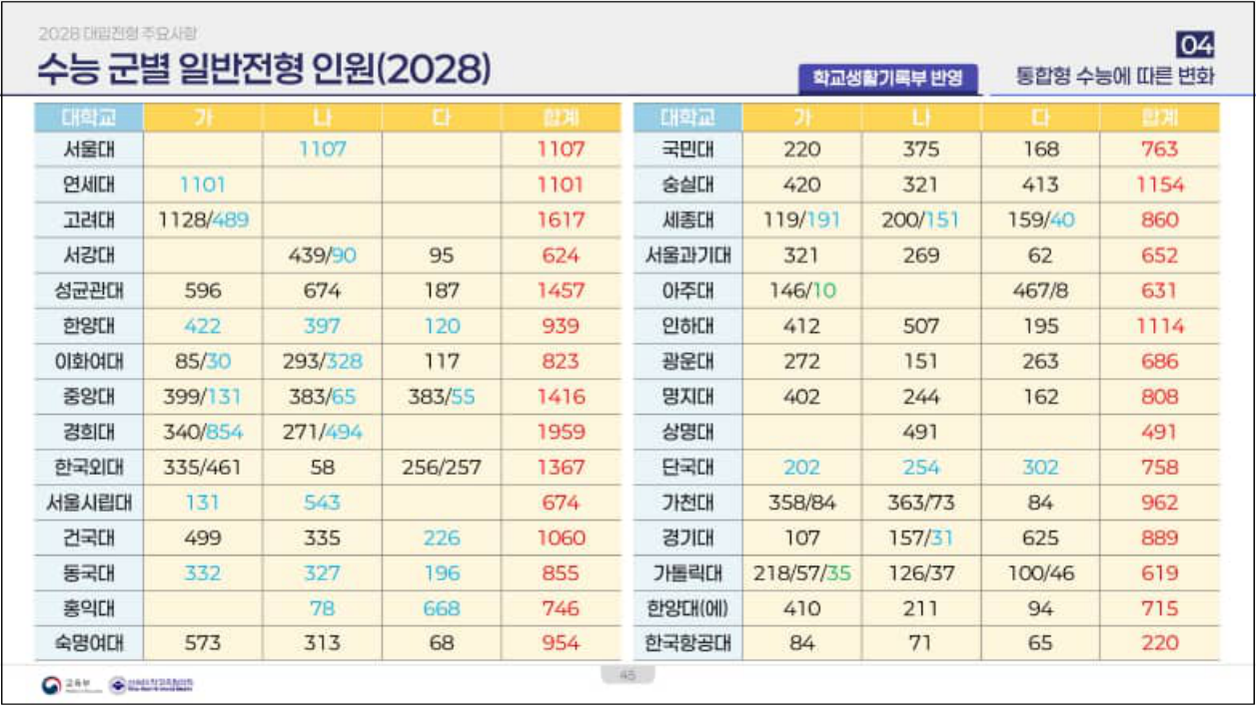 2028 대입전형 주요사항
수능 군별 일반전형 인원(2028)
학교생활기록부 반영
04
통합형 수능에 따른 변화
대학교 가 나 다 합계
서울대 1107 1107
연세대 1101 1101
고려대 1128/489 1617
서강대 439/90 95 624
성균관대 596 674 187 1457
한양대 422 397 120 939
이화여대 85/30 293/328 117 823
중앙대 399/131 383/65 383/55 1416
경희대 340/854 271/494 1959
한국외대 335/461 58 256/257 1367
서울시립대 131 543 674
건국대 499 335 226 1060
동국대 332 327 196 855
홍익대 78 668 746
숙명여대 573 313 68 954
대학교 가 나 다 합계
국민대 220 375 168 763
숭실대 420 321 413 1154
세종대 119/191 200/151 159/40 860
서울과기대 321 269 62 652
아주대 146/10 467/8 631
인하대 412 507 195 1114
광운대 272 151 263 686
명지대 402 244 162 808
상명대 491 491
단국대 202 254 302 758
가천대 358/84 363/73 84 962
경기대 107 157/31 625 889
가톨릭대 218/57/35 126/37 100/46 619
한양대(에) 410 211 94 715
한국항공대 84 71 65 220
교육부
45